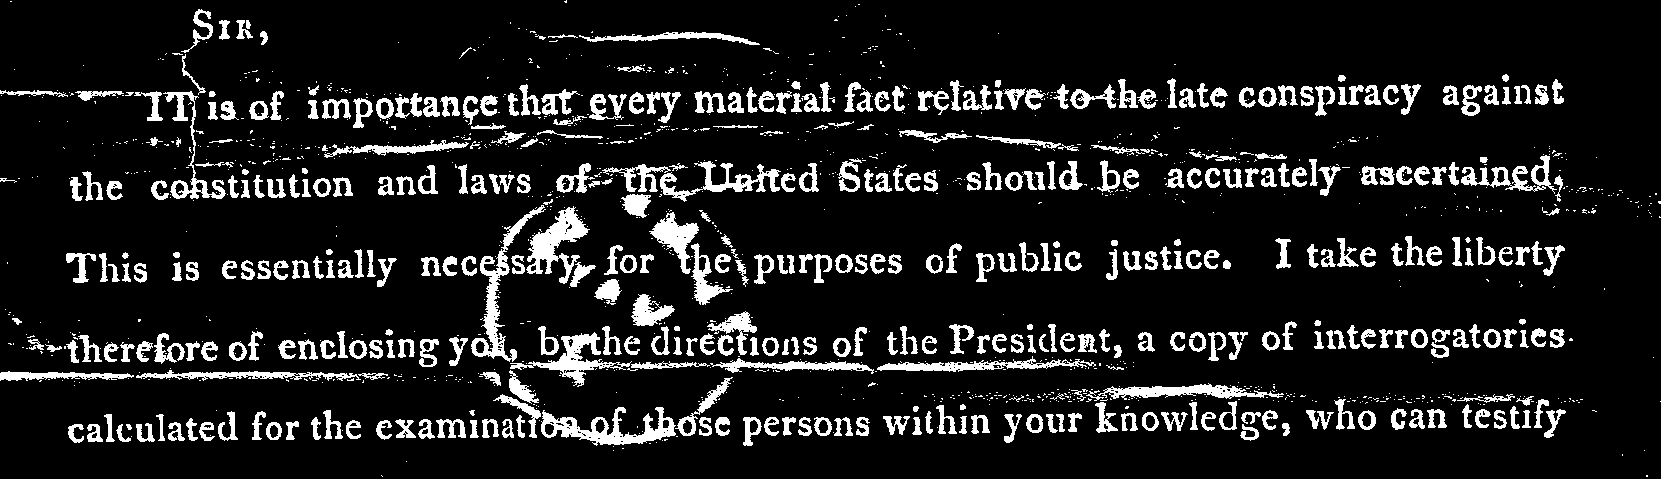 SIR,
IT is of importance that every material fact relative to the late conspiracy against
the constitution and laws of the United States should be accurately ascertained,
This is essentially necessary, for the purposes of public justice. I take the liberty
therefore of enclosing you, by the directions of the President, a copy of interrogatories
calculated for the examination of those persons within your knowledge, who can testify